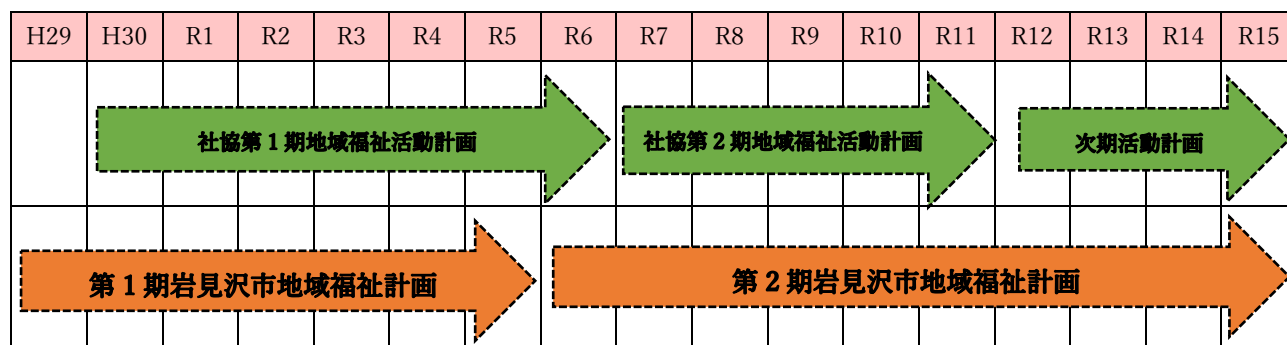 H29 H30 R1 R2 R3 R4 R5 R6 R7 R8 R9 R10 R11 R12 R13 R14 R15
社協第1期地域福祉活動計画 社協第2期地域福祉活動計画 次期活動計画
第1期岩見沢市地域福祉計画 第2期岩見沢市地域福祉計画